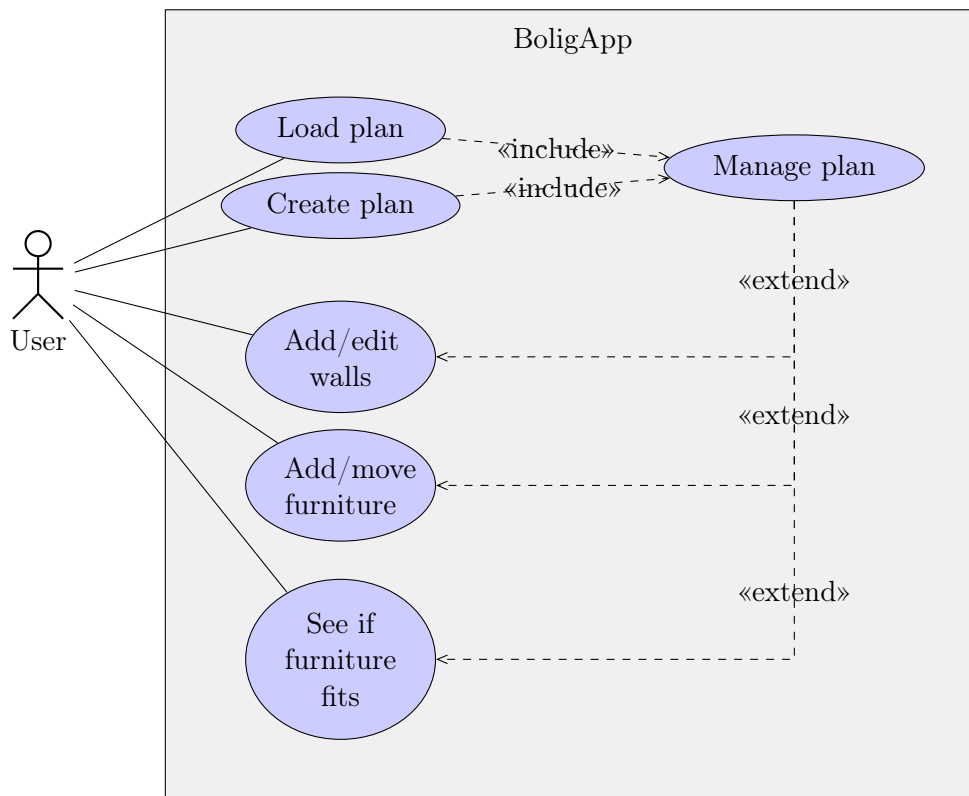 BoligApp
Load plan
«include»
Manage plan
Create plan
«include»
User
«extend»
Add/edit
walls
«extend»
Add/move
furniture
«extend»
See if
furniture
fits